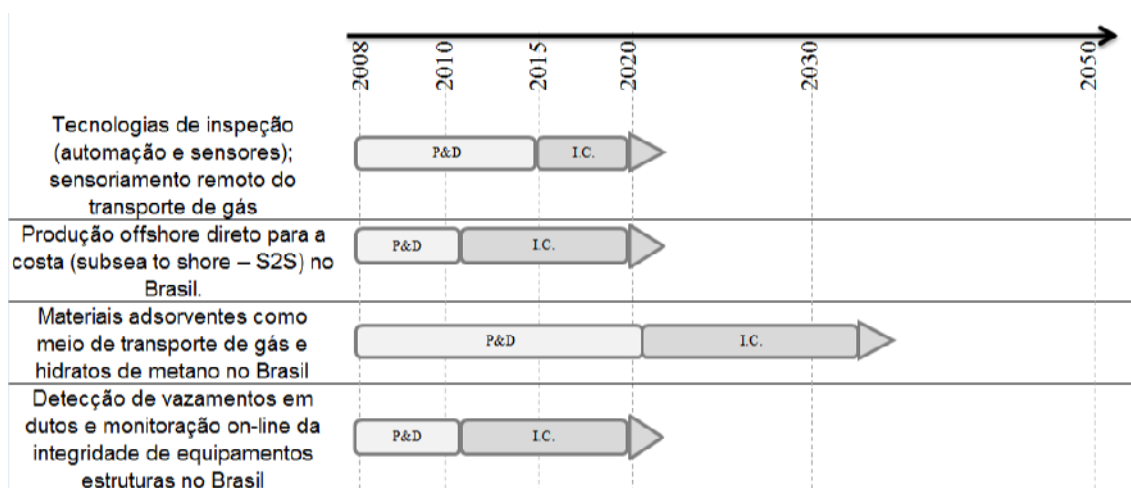 2008 2010 2015 2020 2030 2050
Tecnologias de inspeção
(automação e sensores);
sensoriamento remoto do
transporte de gás
P&D I.C.
Produção offshore direto para a
costa (subsea to shore – S2S) no
Brasil.
P&D I.C.
Materiais adsorventes como
meio de transporte de gás e
hidratos de metano no Brasil
P&D I.C.
Detecção de vazamentos em
dutos e monitoração on-line da
integridade de equipamentos
estruturas no Brasil
P&D I.C.